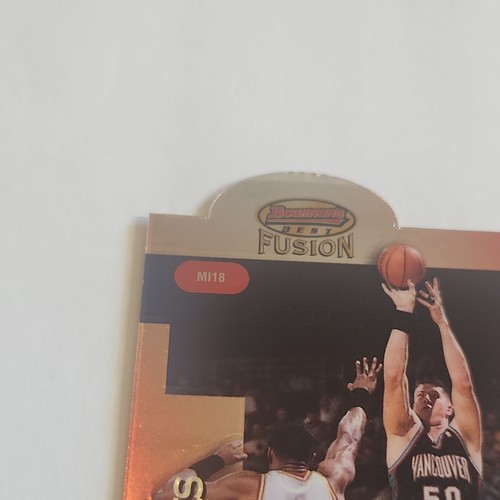 BOWMAN'S
BEST
FUSION
MI18
VANCOUVER
50
S